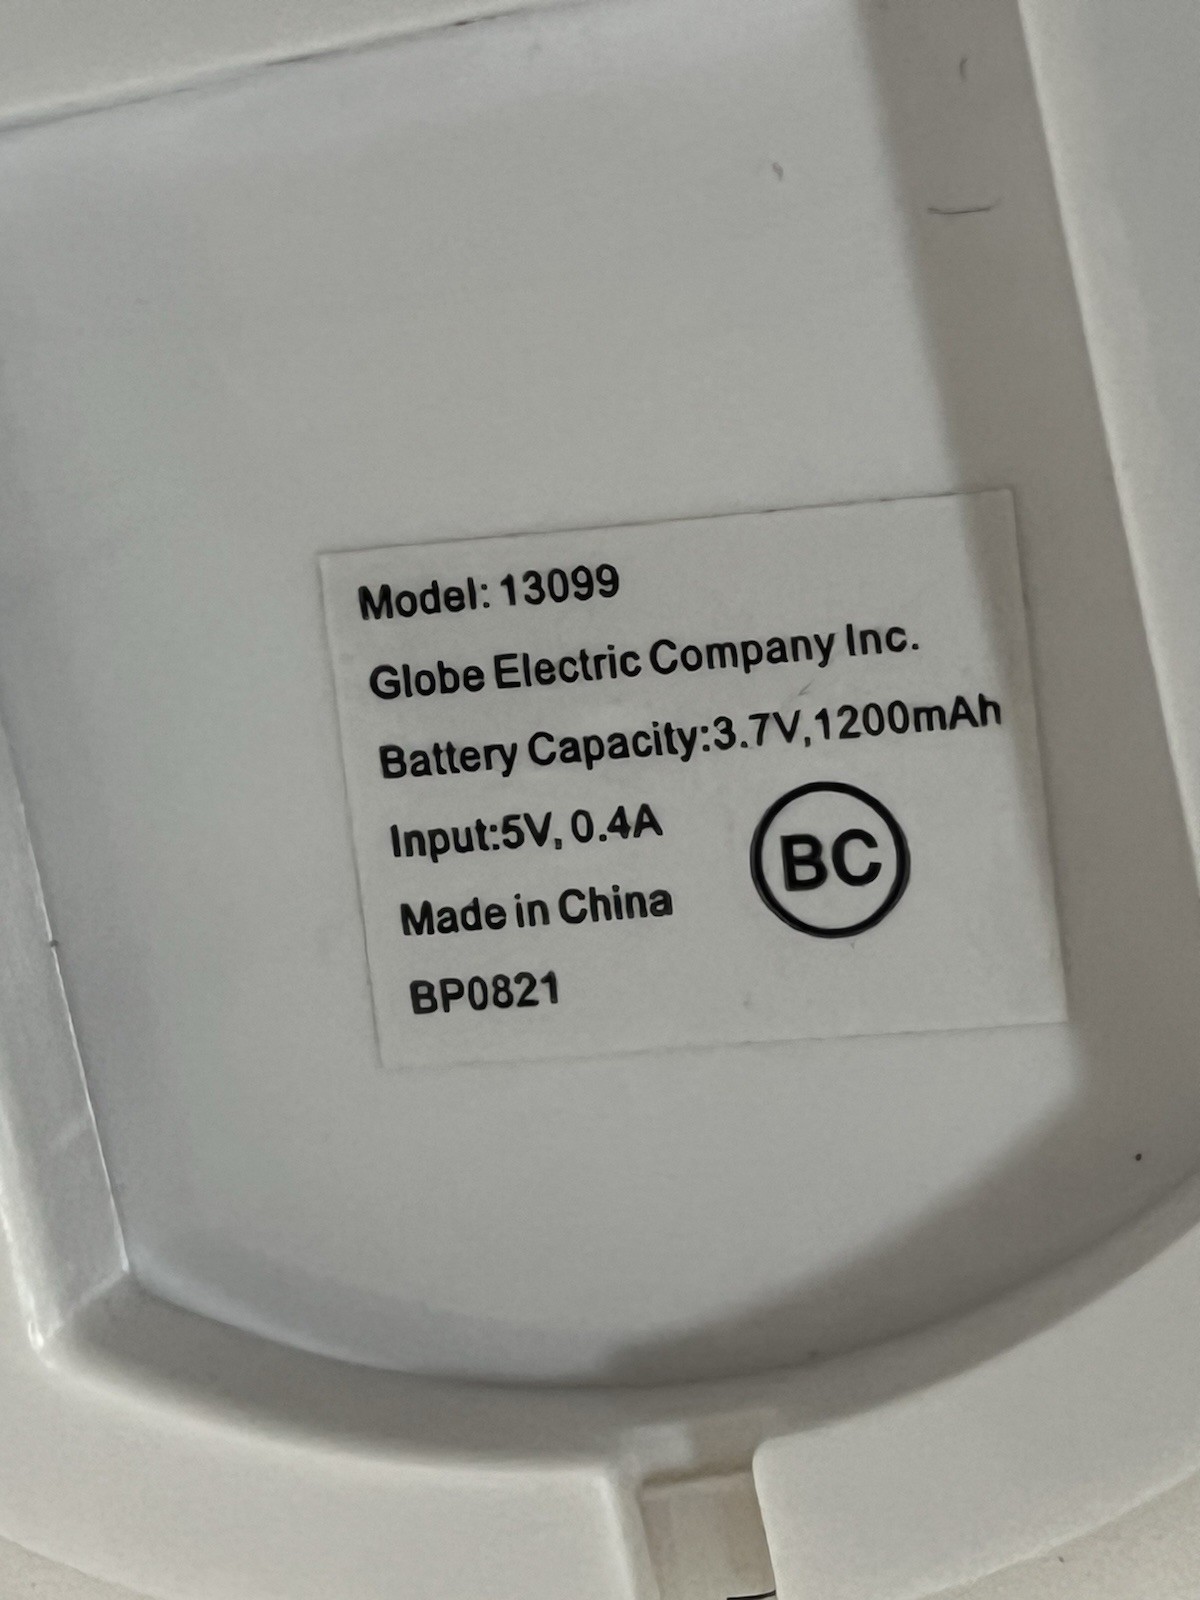 Model: 13099
Globe Electric Company Inc.
Battery Capacity:3.7V,1200mAh
Input:5V, 0.4A
BC
Made in China
BP0821